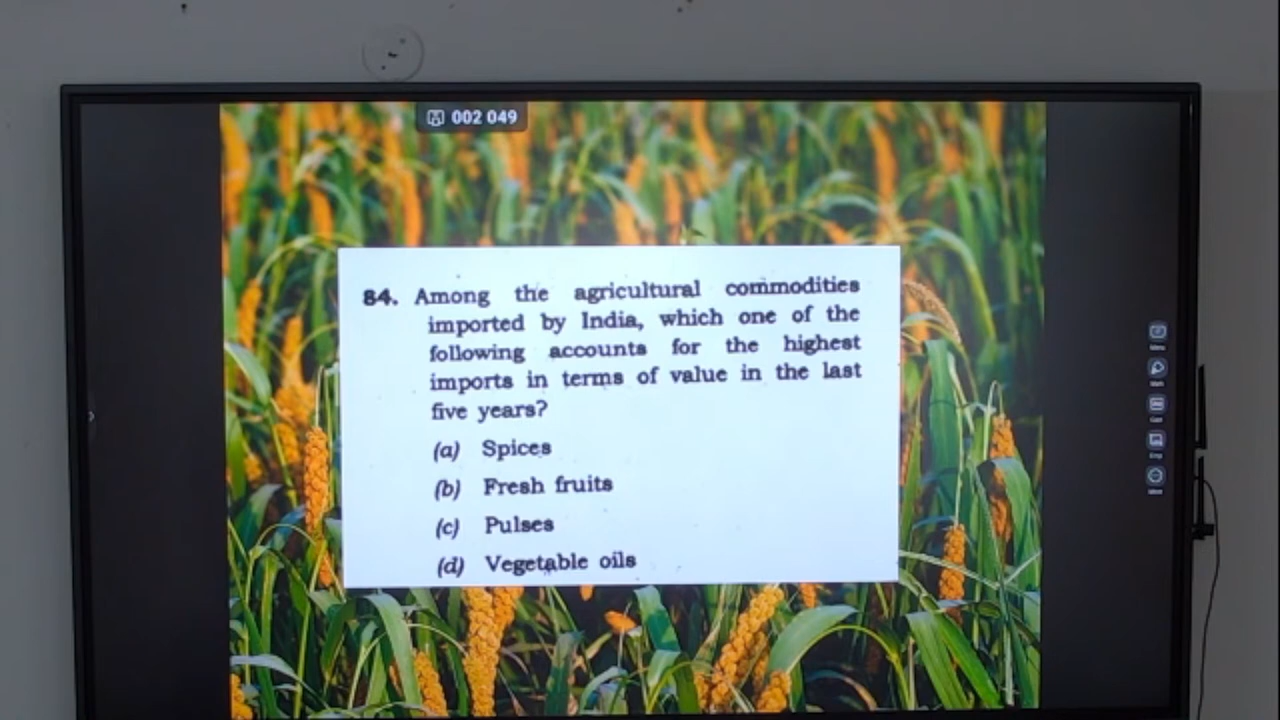 002 049
84. Among the agricultural commodities
imported by India, which one of the
following accounts for the highest
imports in terms of value in the last
five years?
(a) Spices
(b) Fresh fruits
(c) Pulses
(d) Vegetable oils